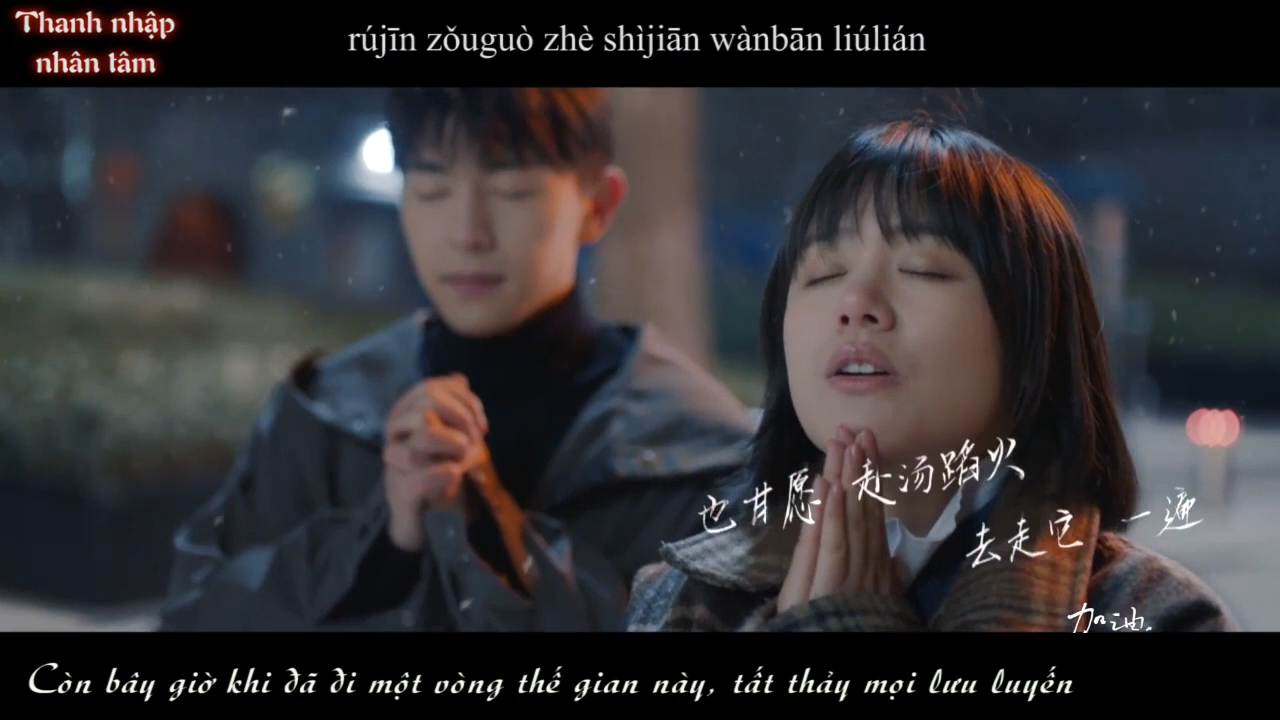 Thanh nhập
nhân tâm
rújīn zǒuguò zhè shìjiān wànbān liúlián
也甘愿 赴汤蹈火
去走它 一遍
加油.
Còn bây giờ khi đã đi một vòng thế gian này, tất thảy mọi lưu luyến